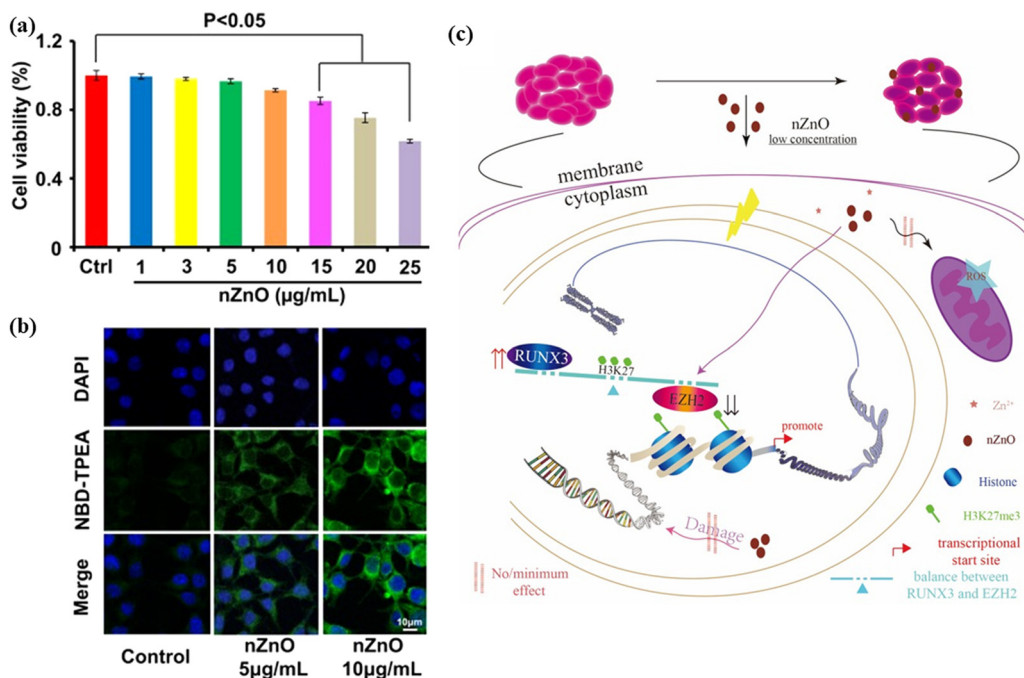 (a)
P<0.05
Cell viability (%)
1.2
0.8
0.4
0
Ctrl 1 3 5 10 15 20 25
nZnO (µg/mL)
(b)
DAPI
NBD-TPEA
Merge
10µm
Control
nZnO
5µg/mL
nZnO
10µg/mL
(c)
nZnO
low concentration
membrane
cytoplasm
ROS
RUNX3
H3K27
EZH2
promote
Damage
No/minimum
effect
Zn²⁺
nZnO
Histone
H3K27me3
transcriptional
start site
balance between
RUNX3 and EZH2